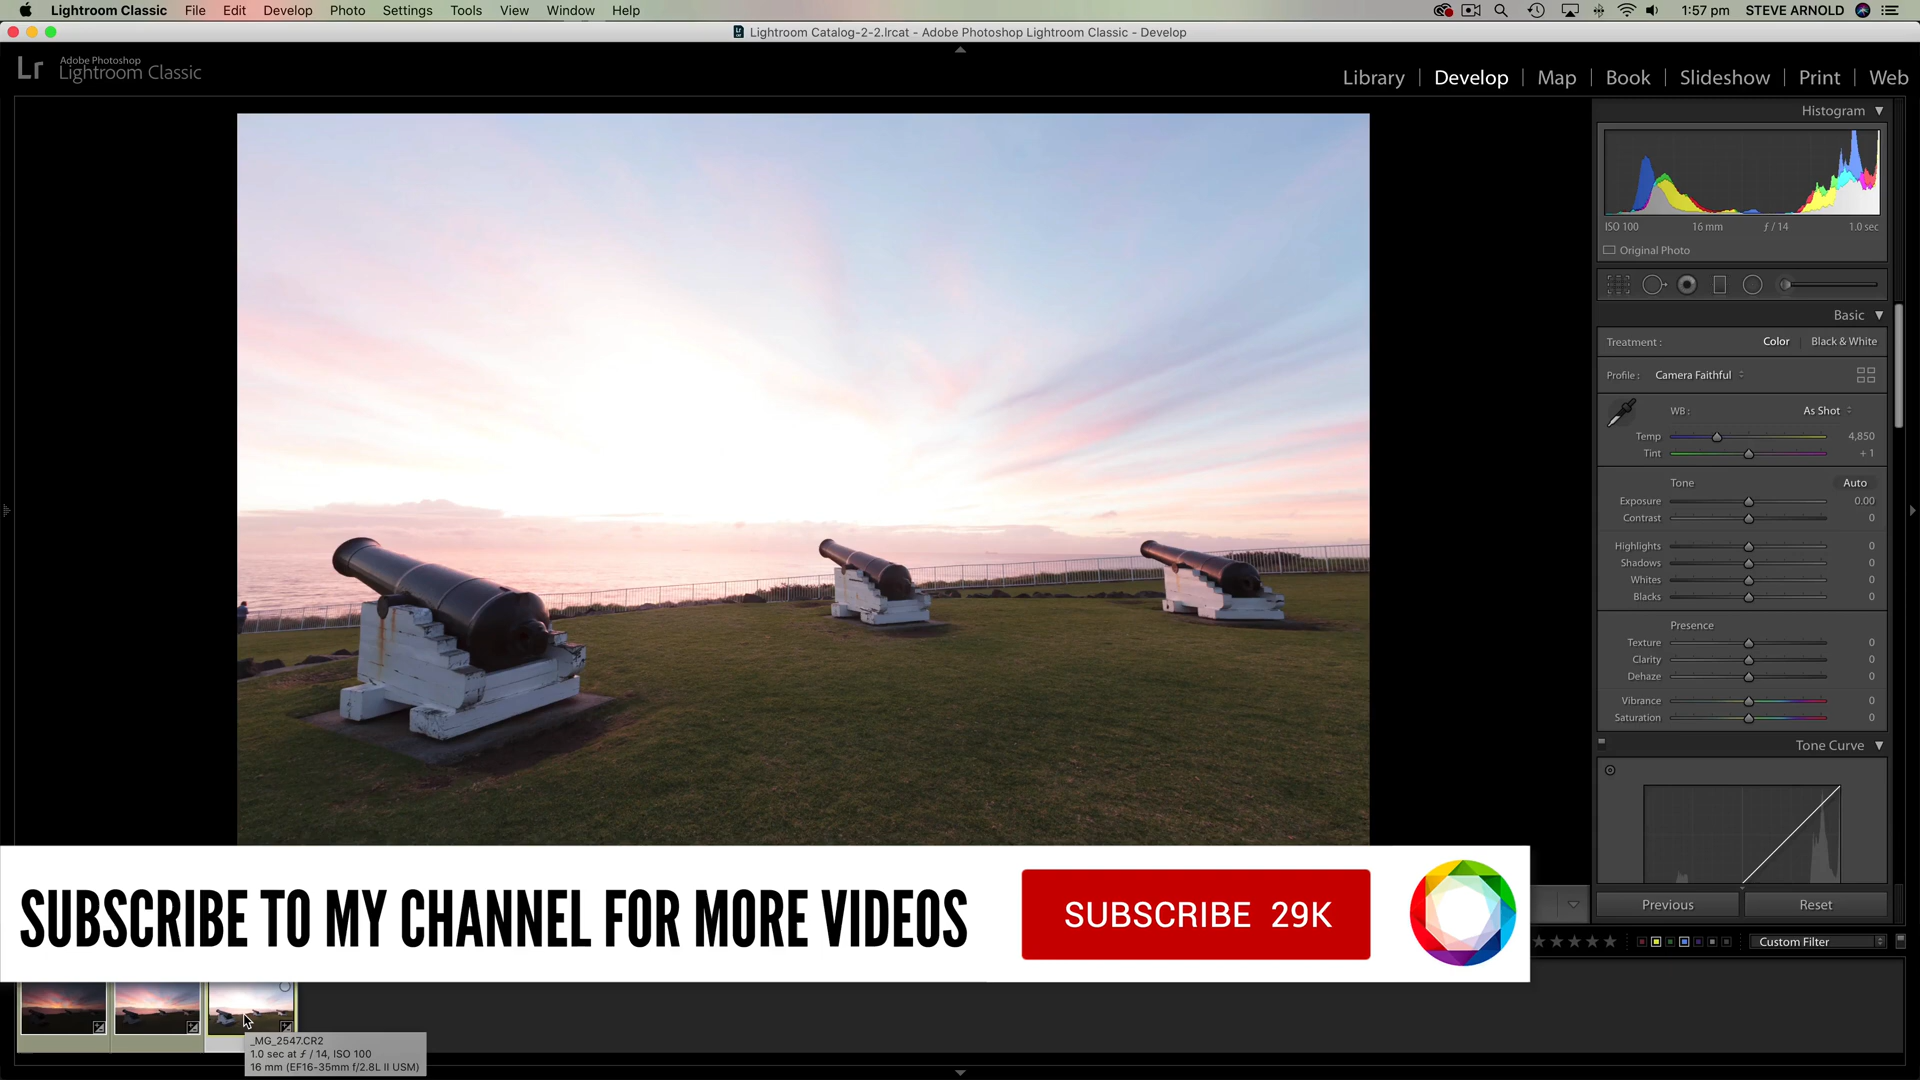 Lightroom Classic File Edit Develop Photo Settings Tools View Window Help 1:57 pm STEVE ARNOLD
Lightroom Catalog-2-2.lrcat - Adobe Photoshop Lightroom Classic - Develop
Lr Adobe Photoshop
Lightroom Classic
Library | Develop | Map | Book | Slideshow | Print | Web
Histogram
ISO 100 16 mm ƒ / 14 1.0 sec
Original Photo
Basic
Treatment : Color Black & White
Profile : Camera Faithful
WB : As Shot
Temp 4,850
Tint + 1
Tone Auto
Exposure 0.00
Contrast 0
Highlights 0
Shadows 0
Whites 0
Blacks 0
Presence
Texture 0
Clarity 0
Dehaze 0
Vibrance 0
Saturation 0
Tone Curve
Previous Reset
SUBSCRIBE TO MY CHANNEL FOR MORE VIDEOS SUBSCRIBE 29K
Custom Filter
_MG_2547.CR2
1.0 sec at ƒ / 14, ISO 100
16 mm (EF16-35mm f/2.8L II USM)